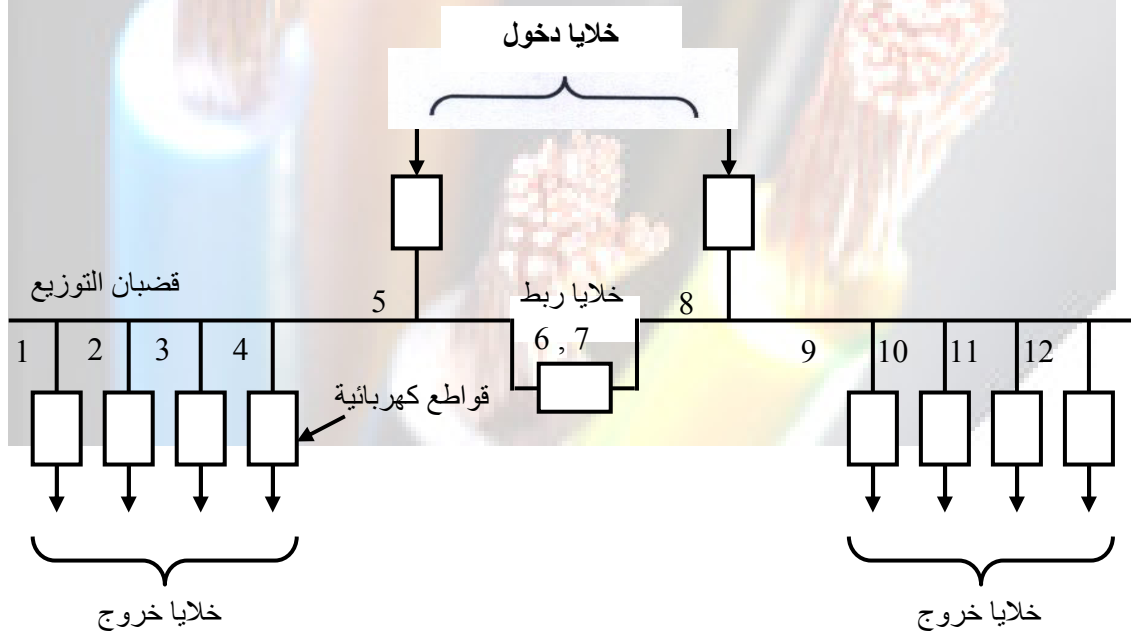 خلايا دخول
قضبان التوزيع
5
خلايا ربط
8
1
2
3
4
6 , 7
9
10
11
12
قواطع كهربائية
خلايا خروج
خلايا خروج